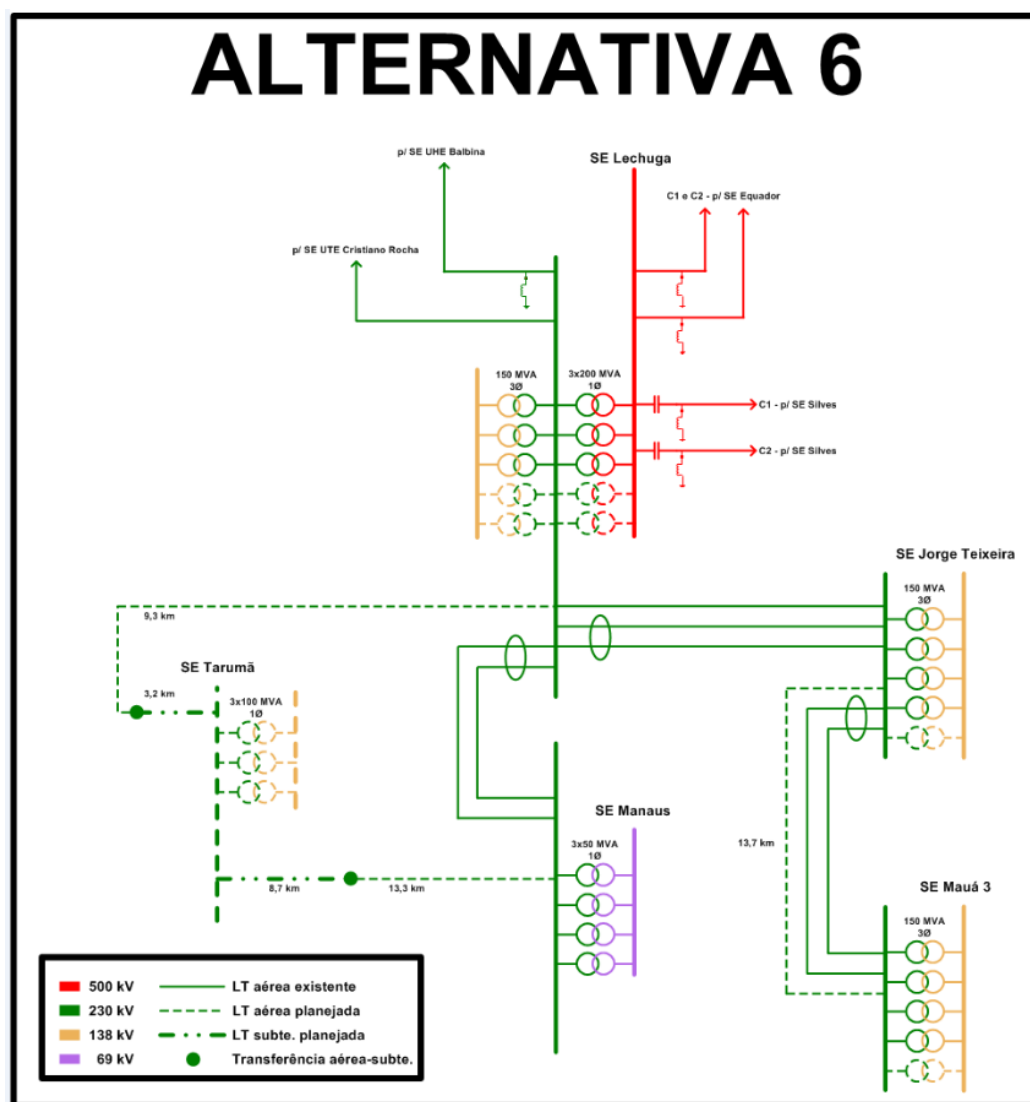 ALTERNATIVA 6
p/ SE UHE Balbina
SE Lechuga
C1 e C2 - p/ SE Equador
p/ SE UTE Cristiano Rocha
150 MVA
3Ø
3x200 MVA
1Ø
C1 - p/ SE Silves
C2 - p/ SE Silves
SE Jorge Teixeira
150 MVA
3Ø
9,3 km
SE Tarumã
3,2 km
3x100 MVA
1Ø
SE Manaus
3x50 MVA
1Ø
13,7 km
8,7 km
13,3 km
SE Mauá 3
150 MVA
3Ø
500 kV
LT aérea existente
230 kV
LT aérea planejada
138 kV
LT subte. planejada
69 kV
Transferência aérea-subte.